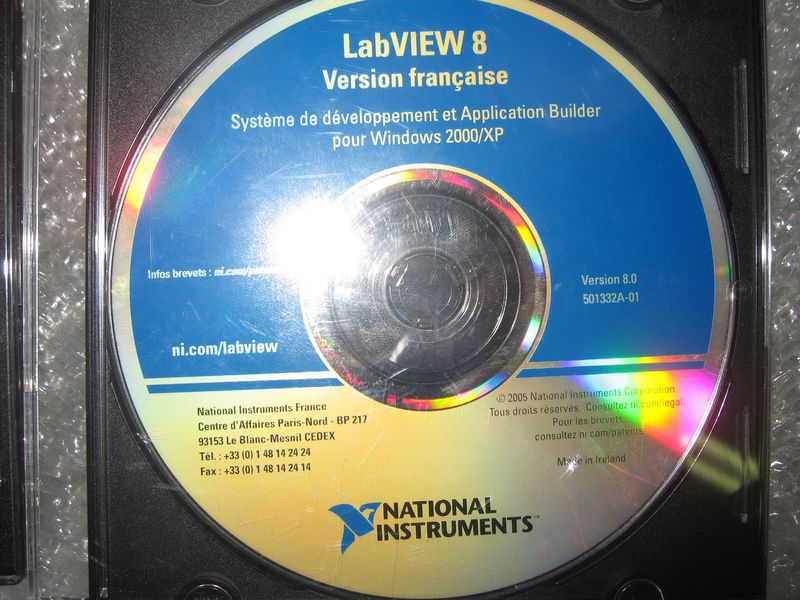 LabVIEW 8
Version française
Système de développement et Application Builder
pour Windows 2000/XP
Infos brevets : ni.com/
Version 8.0
501332A-01
ni.com/labview
National Instruments France
Centre d'Affaires Paris-Nord - BP 217
93153 Le Blanc-Mesnil CEDEX
Tél. : +33 (0) 1 48 14 24 24
Fax : +33 (0) 1 48 14 24 14
© 2005 National Instruments Corporation.
Tous droits réservés. Consultez ni.com/legal.
Pour les brevets:
consultez ni.com/patents
Made in Ireland
NATIONAL
INSTRUMENTS™